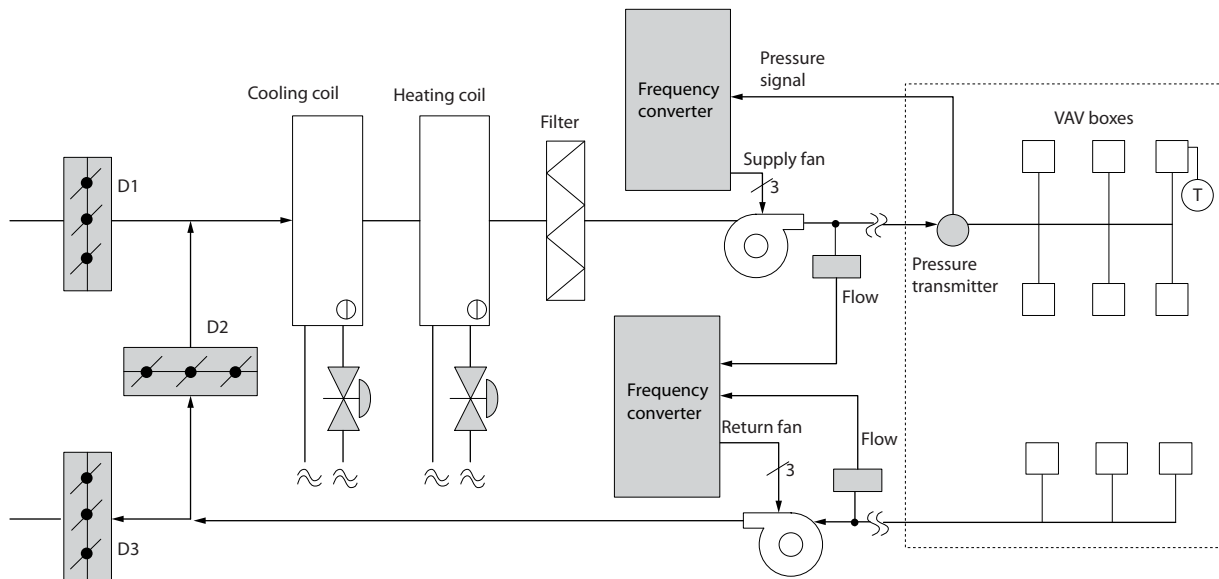 Cooling coil
Heating coil
Filter
Frequency
converter
Pressure
signal
VAV boxes
Supply fan
3
T
D1
Pressure
transmitter
Flow
D2
Frequency
converter
Return fan
Flow
3
D3